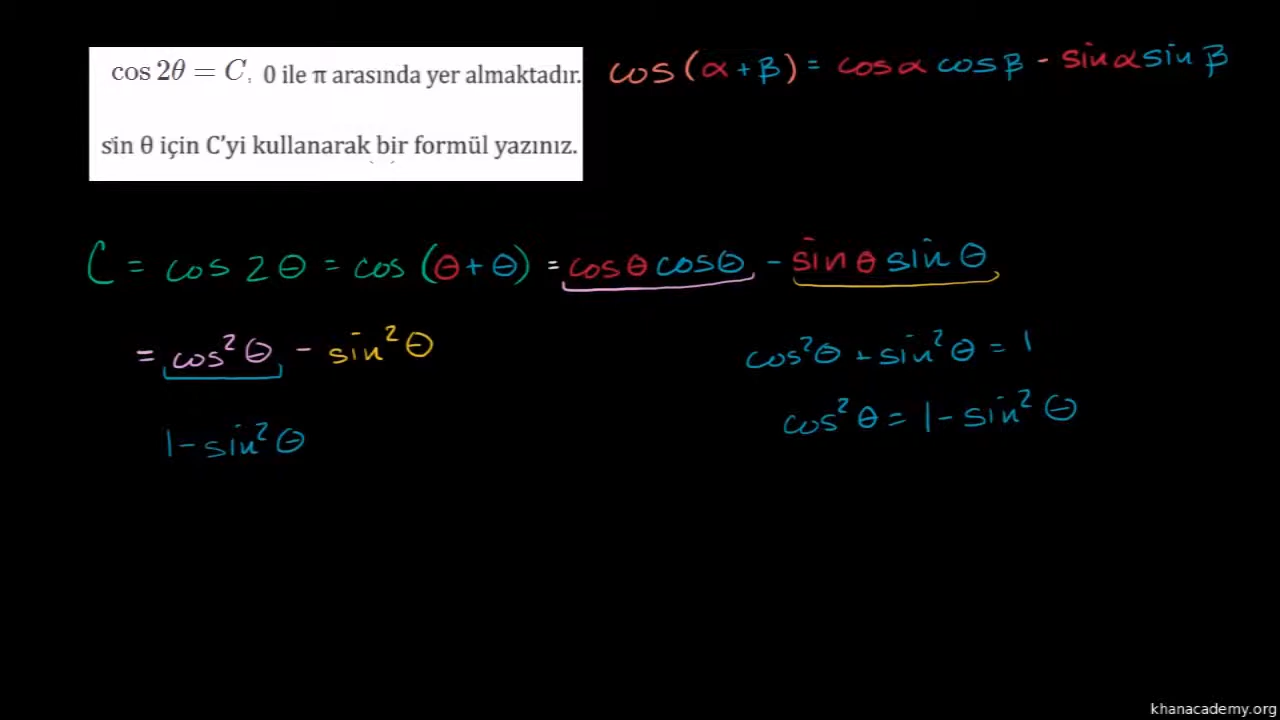 cos 2θ = C, 0 ile π arasında yer almaktadır.
sin θ için C'yi kullanarak bir formül yazınız.
cos(α+β) = cosα cosβ - sinα sinβ
C = cos 2θ = cos (θ+θ) = cosθ cosθ - sinθ sinθ
= cos²θ - sin²θ
1 - sin²θ
cos²θ + sin²θ = 1
cos²θ = 1 - sin²θ
khanacademy.org